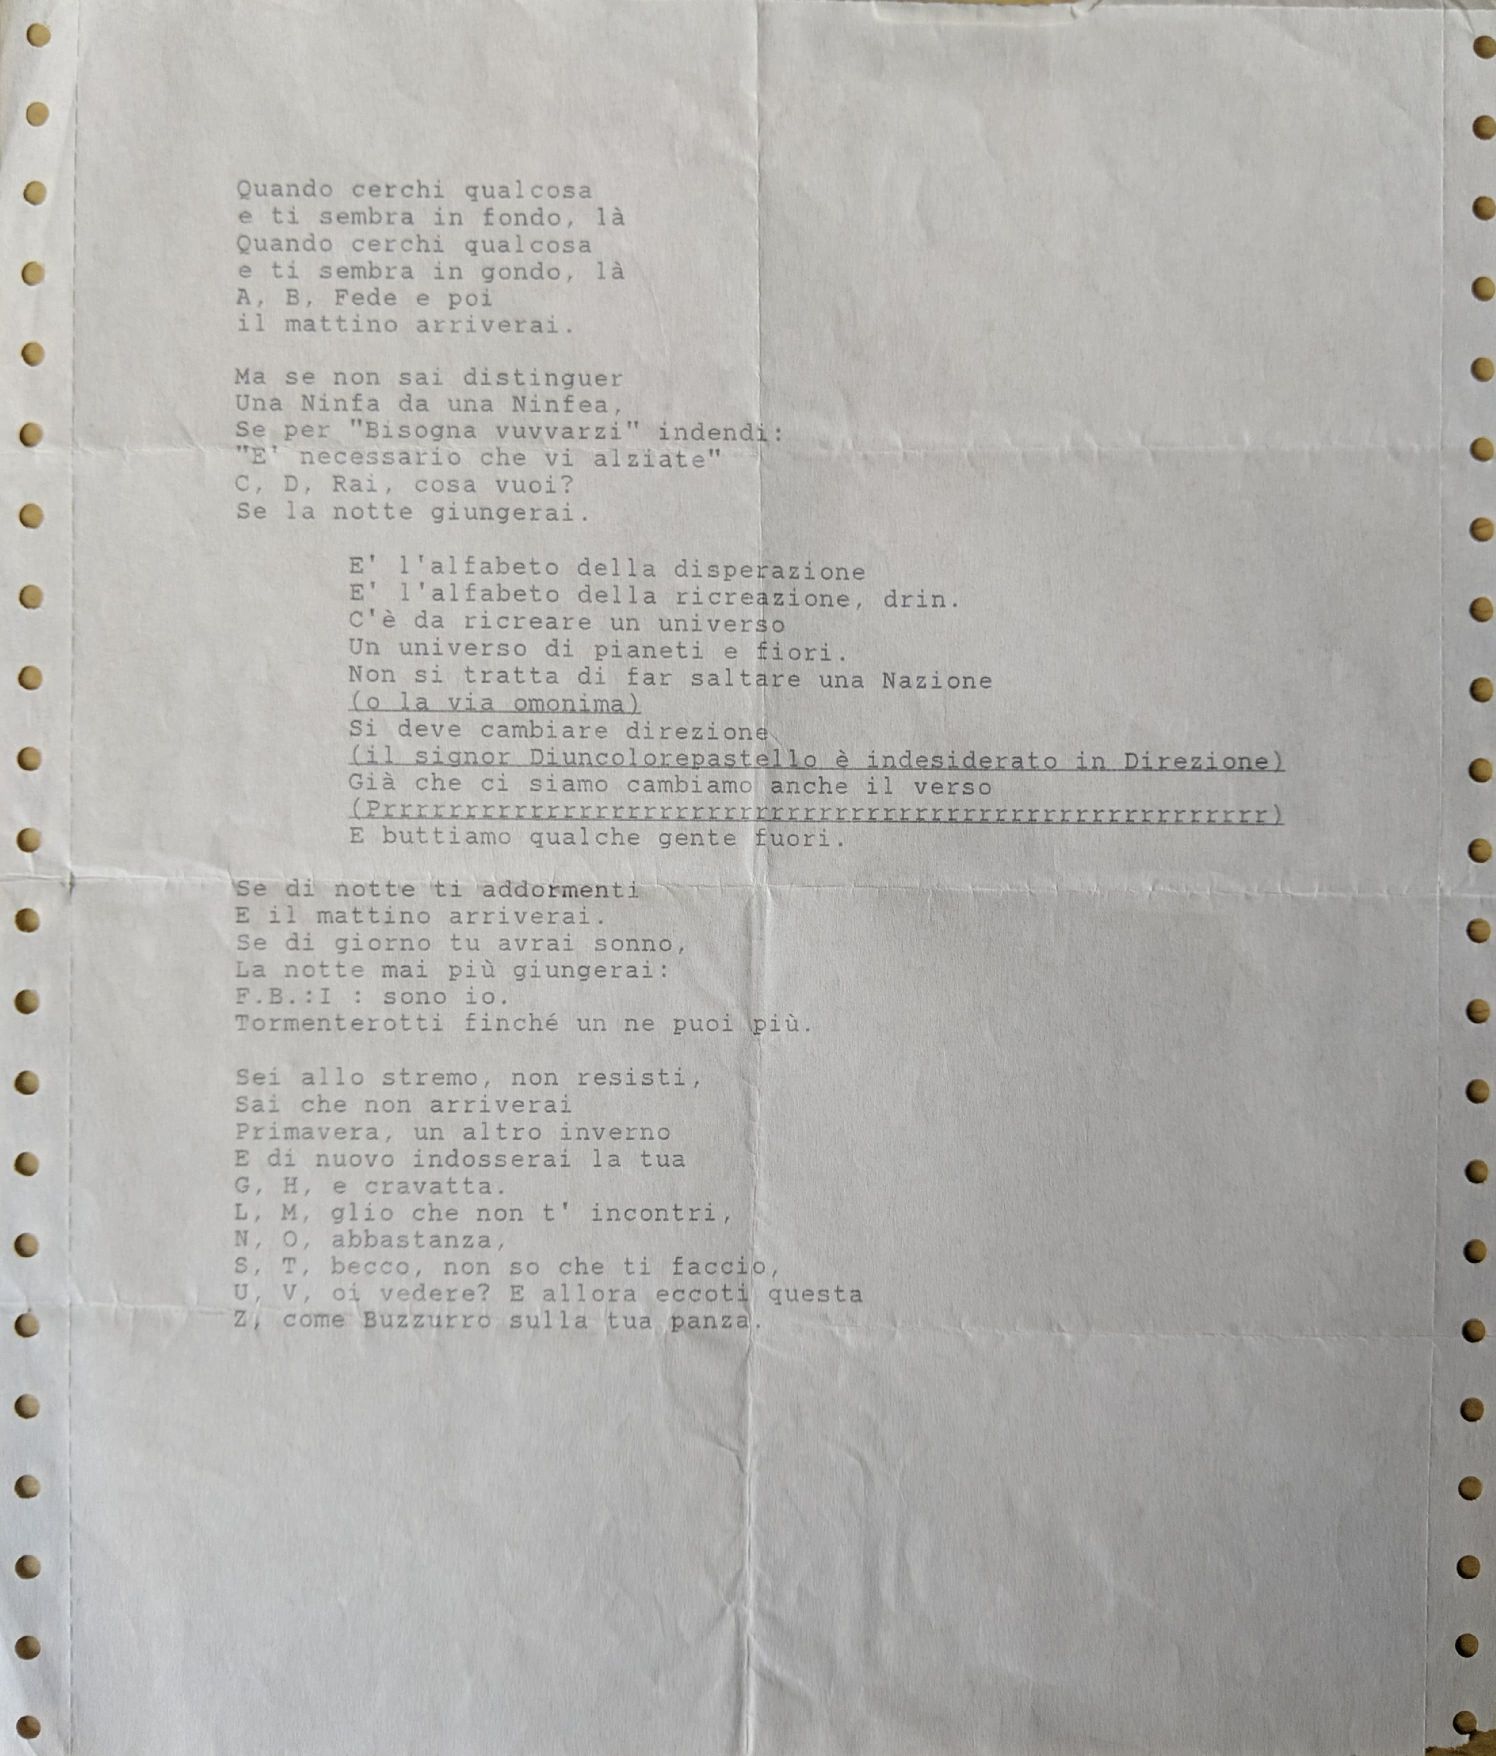 Quando cerchi qualcosa
e ti sembra in fondo, là
Quando cerchi qualcosa
e ti sembra in gondo, là
A, B, Fede e poi
il mattino arriverai.
Ma se non sai distinguer
Una Ninfa da una Ninfea,
Se per "Bisogna vuvvarzi" indendi:
"E' necessario che vi alziate"
C, D, Rai, cosa vuoi?
Se la notte giungerai.
E' l'alfabeto della disperazione
E' l'alfabeto della ricreazione, drin.
C'è da ricreare un universo
Un universo di pianeti e fiori.
Non si tratta di far saltare una Nazione
(o la via omonima)
Si deve cambiare direzione
(il signor Diuncolorepastello è indesiderato in Direzione)
Già che ci siamo cambiamo anche il verso
(Prrrrrrrrrrrrrrrrrrrrrrrrrrrrrrrrrrrrrrrrrrrrrrrrrrrrrrrr)
E buttiamo qualche gente fuori.
Se di notte ti addormenti
E il mattino arriverai.
Se di giorno tu avrai sonno,
La notte mai più giungerai:
F.B.:I : sono io.
Tormenterotti finché un ne puoi più.
Sei allo stremo, non resisti,
Sai che non arriverai
Primavera, un altro inverno
E di nuovo indosserai la tua
G, H, e cravatta.
L, M, glio che non t' incontri,
N, O, abbastanza,
S, T, becco, non so che ti faccio,
U, V, oi vedere? E allora eccoti questa
Z, come Buzzurro sulla tua panza.